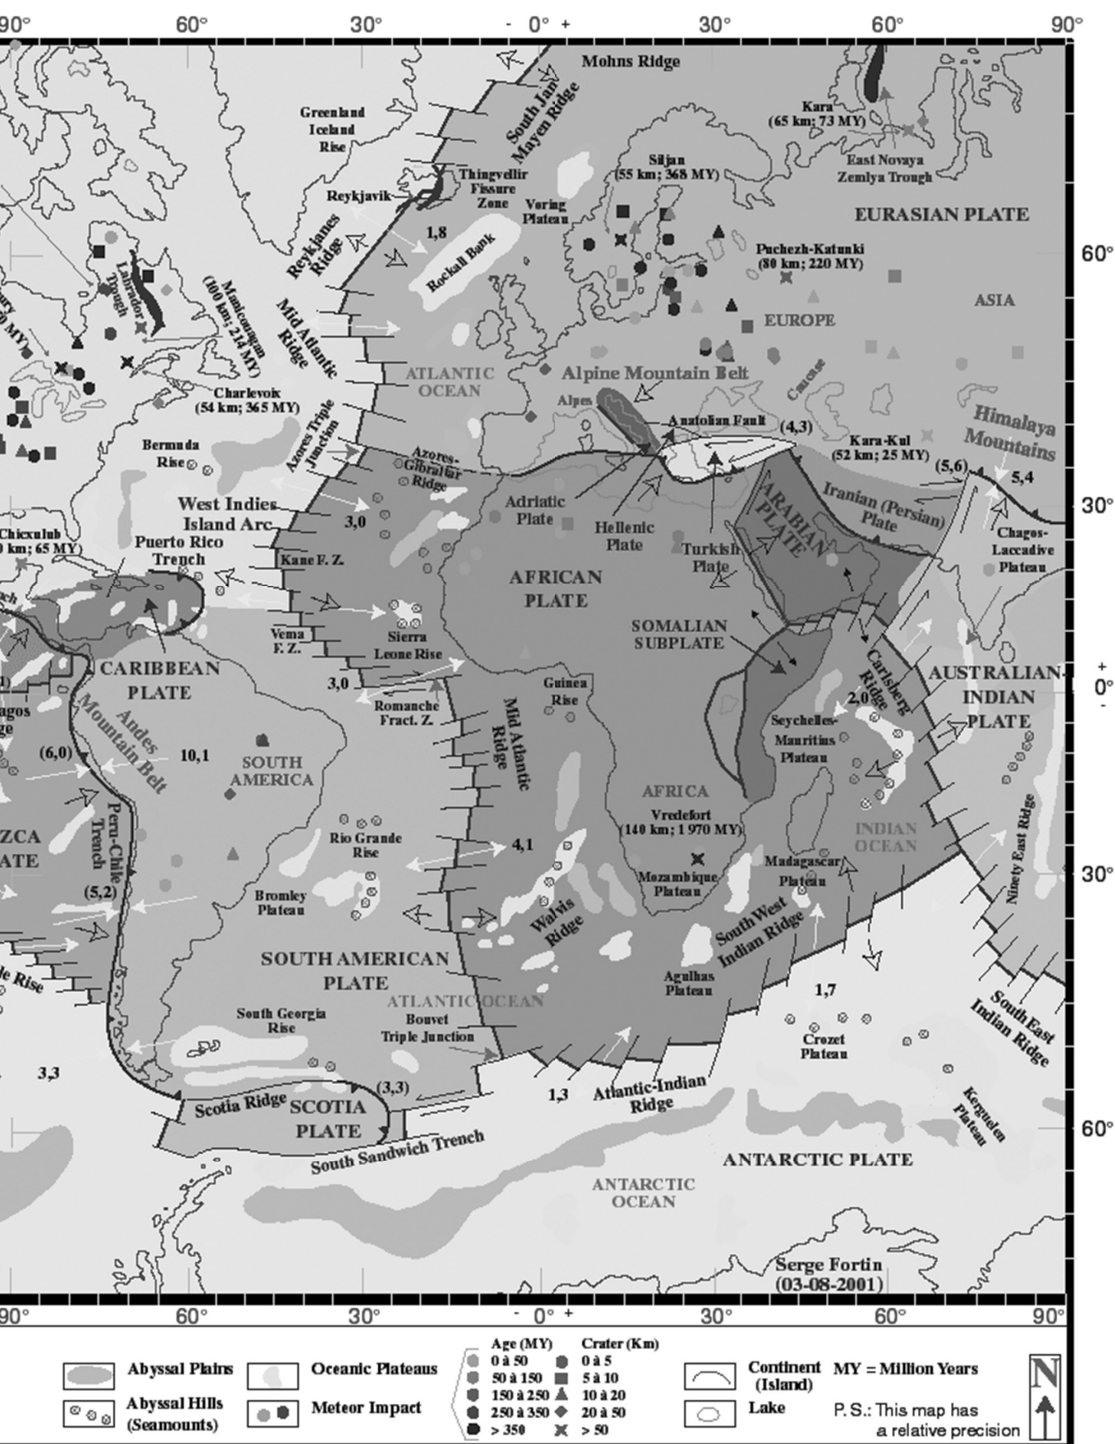 90° 60° 30° - 0° + 30° 60° 90°
Mohns Ridge
South Jan
Mayen Ridge
Greenland
Iceland
Rise
Kara
(65 km; 73 MY)
East Novaya
Zemlya Trough
Siljan
(55 km; 368 MY)
Thingvellir
Fissure
Zone
Reykjavik
Voring
Plateau
EURASIAN PLATE
Reykjanes
Ridge
1,8
Rockall Bank
Puchezh-Katunki
(80 km; 220 MY)
60°
Labrador
Trough
Manicouagan
(100 km; 214 MY)
Mid Atlantic
Ridge
ASIA
EUROPE
ATLANTIC
OCEAN
Alpine Mountain Belt
Caucase
Charlevoix
(54 km; 365 MY)
Alpes
Anatolian Fault
(4,3)
Himalaya
Mountains
Azores Triple
Junction
Kara-Kul
(52 km; 25 MY)
Bermuda
Rise
Azores-
Gibraltar
Ridge
(5,6)
5,4
30°
West Indies
Island Arc
3,0
Adriatic
Plate
Hellenic
Plate
Turkish
Plate
ARABIAN
PLATE
Iranian (Persian)
Plate
Chagos-
Laccadive
Plateau
Chicxulub
km; 65 MY)
Puerto Rico
Trench
Kane F. Z.
AFRICAN
PLATE
SOMALIAN
SUBPLATE
Vema
F. Z.
Sierra
Leone Rise
CARIBBEAN
PLATE
3,0
Romanche
Fract. Z.
Guinea
Rise
Carlsberg
Ridge
2,0
AUSTRALIAN-
INDIAN
PLATE
+
0°
-
Andes
Mountain Belt
(6,0)
10,1
SOUTH
AMERICA
Mid Atlantic
Ridge
Seychelles-
Mauritius
Plateau
AFRICA
Vredefort
(140 km; 1 970 MY)
INDIAN
OCEAN
Peru-Chile
Trench
Rio Grande
Rise
4,1
Mozambique
Plateau
Madagascar
Plateau
Ninety East Ridge
30°
(5,2)
Bromley
Plateau
Walvis
Ridge
South West
Indian Ridge
SOUTH AMERICAN
PLATE
Agulhas
Plateau
ATLANTIC OCEAN
1,7
South Georgia
Rise
Bouvet
Triple Junction
Crozet
Plateau
South East
Indian Ridge
3,3
(3,3)
1,3
Atlantic-Indian
Ridge
Kerguelen
Plateau
Scotia Ridge
SCOTIA
PLATE
South Sandwich Trench
60°
ANTARCTIC PLATE
ANTARCTIC
OCEAN
Serge Fortin
(03-08-2001)
90° 60° 30° - 0° + 30° 60° 90°
Abyssal Plains
Oceanic Plateaus
Abyssal Hills
(Seamounts)
Meteor Impact
Age (MY) Crater (Km)
0 à 50 0 à 5
50 à 150 5 à 10
150 à 250 10 à 20
250 à 350 20 à 50
> 350 > 50
Continent
(Island)
Lake
MY = Million Years
P. S.: This map has
a relative precision
N